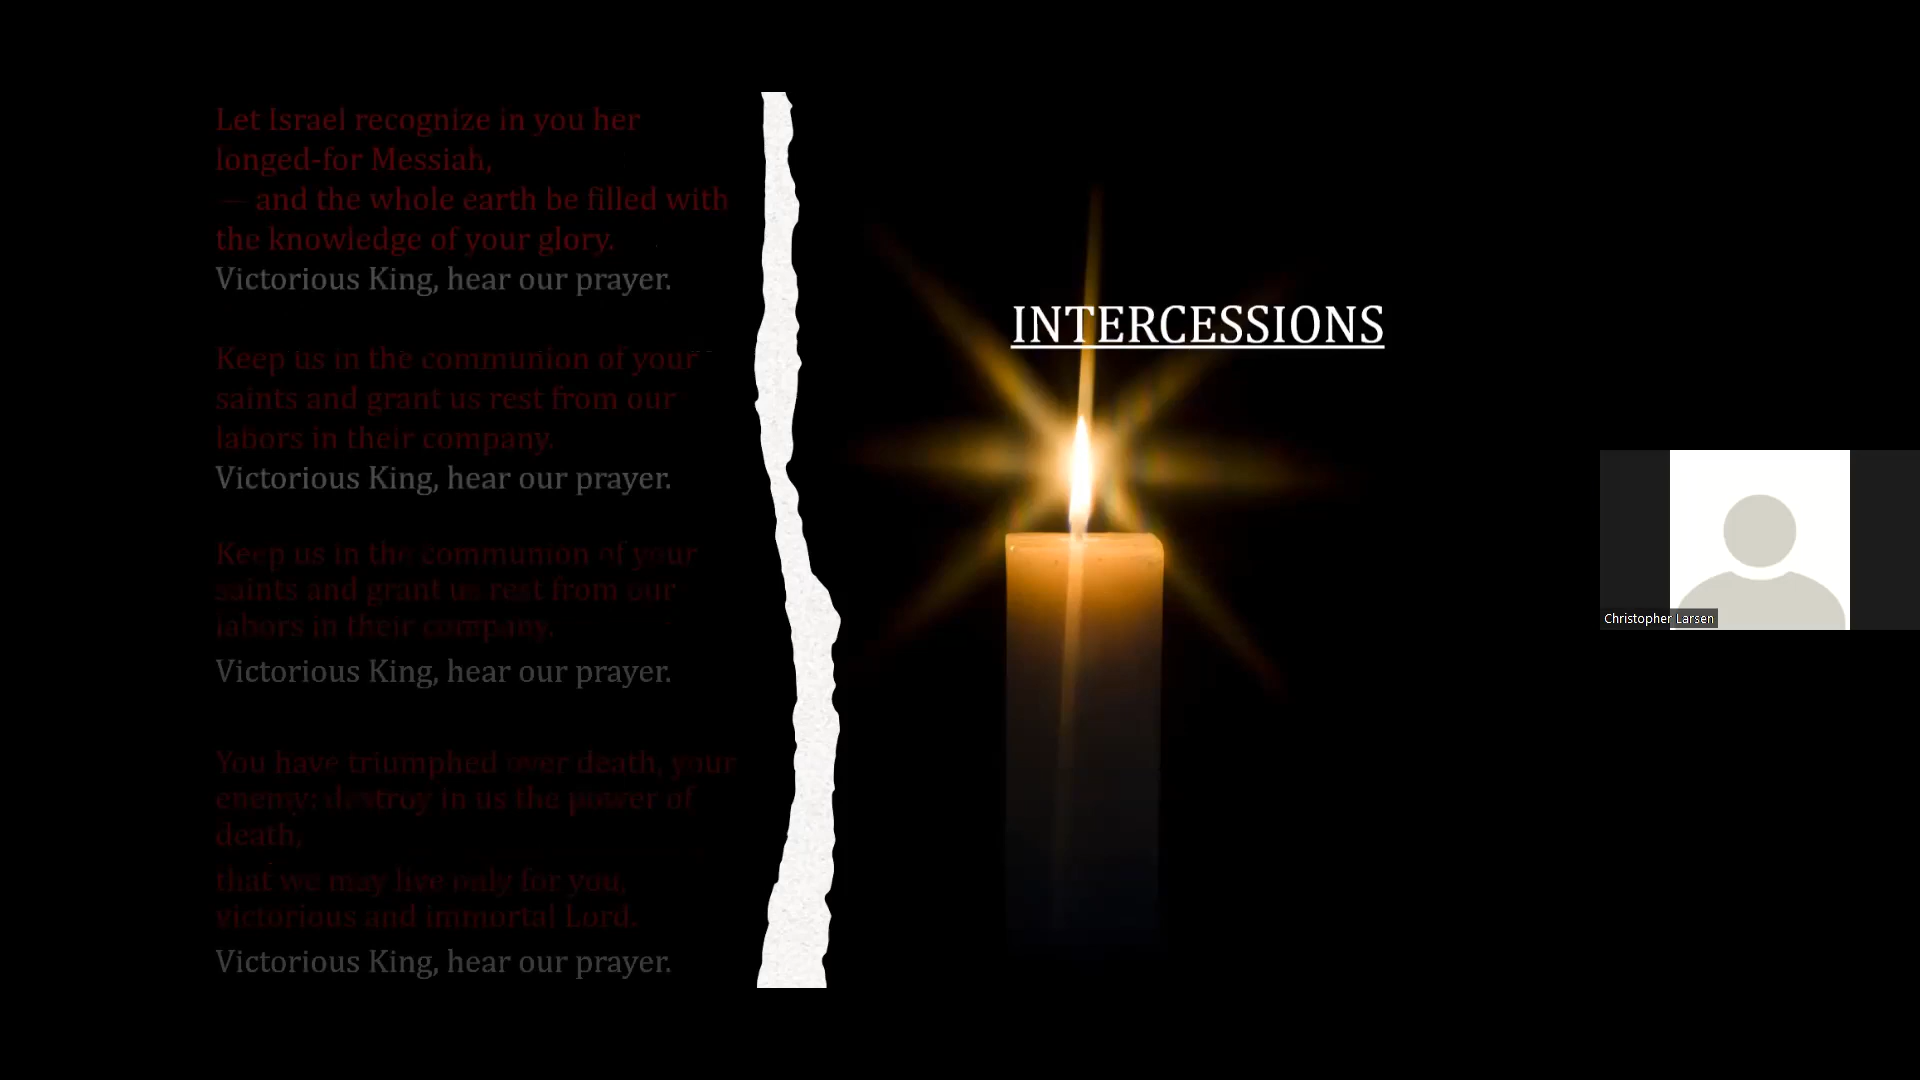 Let Israel recognize in you her
longed-for Messiah,
— and the whole earth be filled with
the knowledge of your glory.
Victorious King, hear our prayer.
Keep us in the communion of your
saints and grant us rest from our
labors in their company.
Victorious King, hear our prayer.
Keep us in the communion of your
saints and grant us rest from our
labors in their company.
Victorious King, hear our prayer.
You have triumphed over death, your
enemy: destroy in us the power of
death,
that we may live only for you,
victorious and immortal Lord.
Victorious King, hear our prayer.
INTERCESSIONS
Christopher Larsen